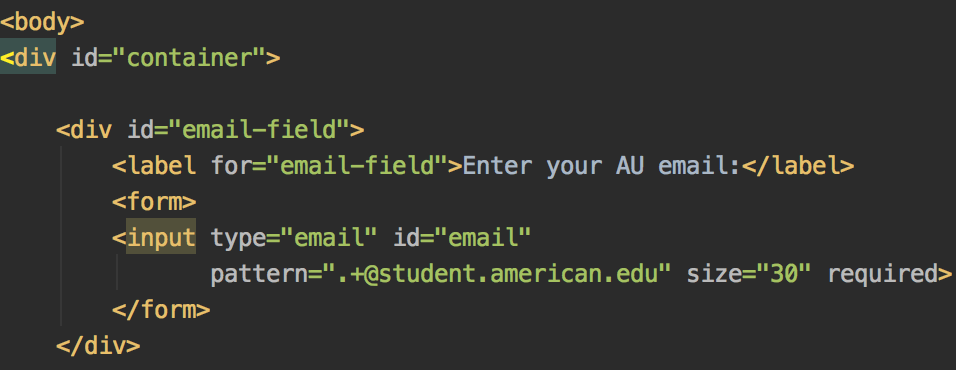 <body>
<div id="container">
<div id="email-field">
<label for="email-field">Enter your AU email:</label>
<form>
<input type="email" id="email"
pattern=".+@student.american.edu" size="30" required>
</form>
</div>